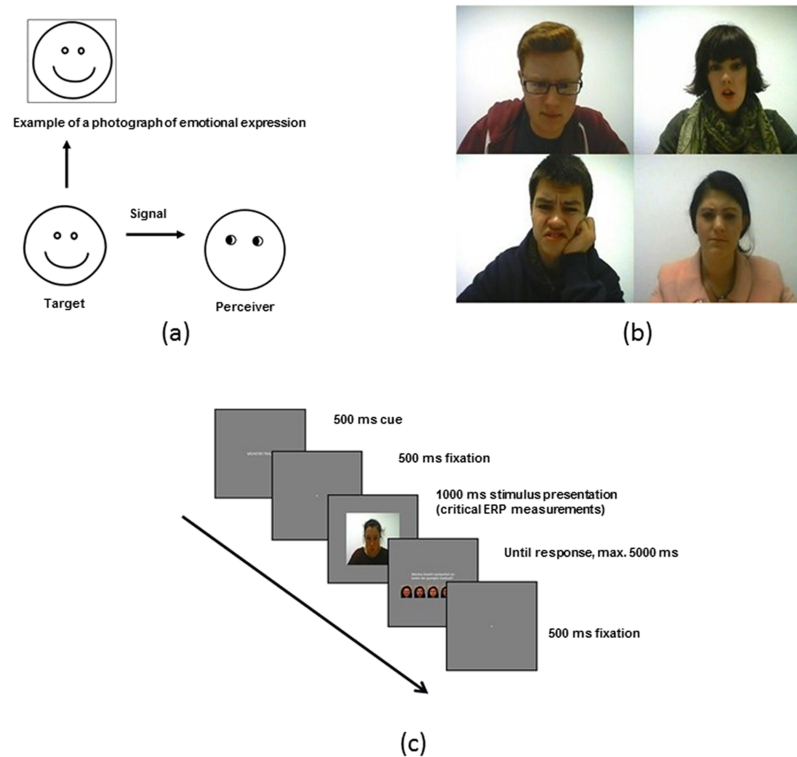 Example of a photograph of emotional expression
Signal
Target
Perceiver
(a)
(b)
500 ms cue
500 ms fixation
1000 ms stimulus presentation
(critical ERP measurements)
Until response, max. 5000 ms
500 ms fixation
(c)